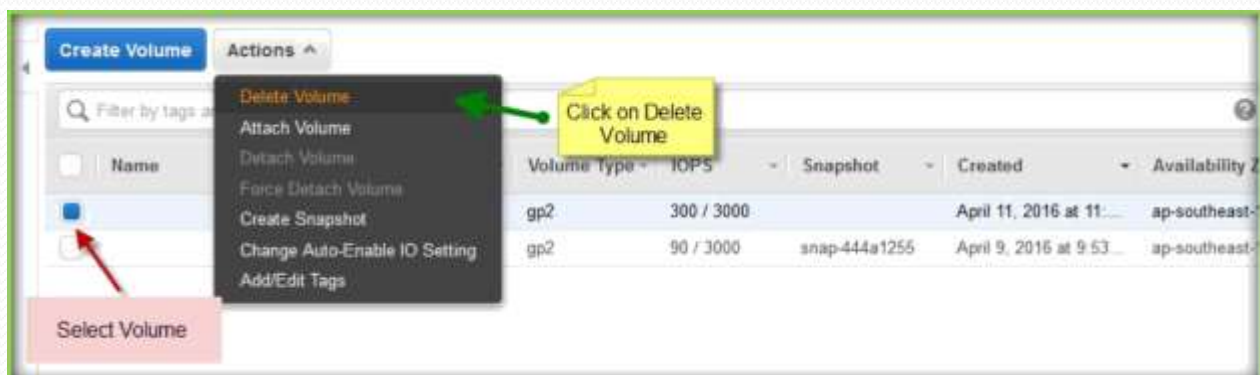 Create Volume Actions
Filter by tags
Delete Volume
Attach Volume
Detach Volume
Force Detach Volume
Create Snapshot
Change Auto-Enable IO Setting
Add/Edit Tags
Click on Delete
Volume
Name Volume Type IOPS Snapshot Created Availability Z
gp2 300 / 3000 April 11, 2016 at 11:... ap-southeast-
gp2 90 / 3000 snap-444a1255 April 9, 2016 at 9:53... ap-southeast-
Select Volume